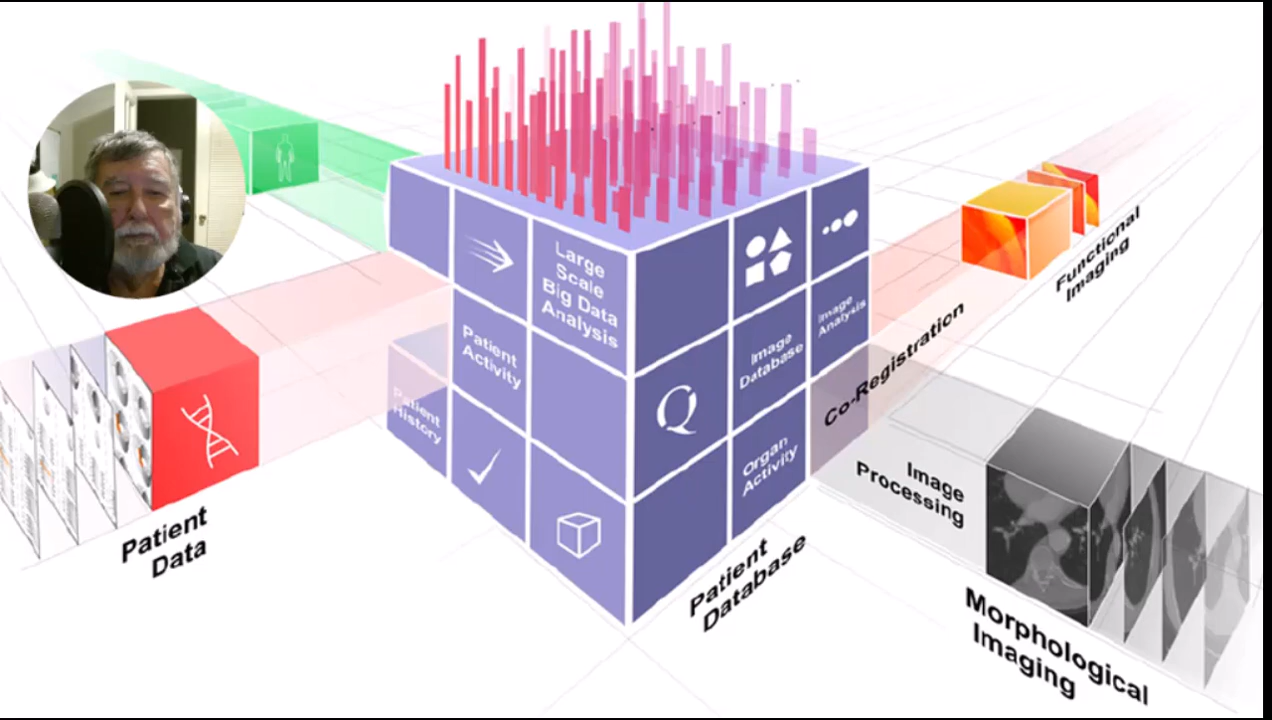 Large
Scale
Big Data
Analysis
Patient
Activity
Patient
History
Q
Image
Database
Image
Analysis
Organ
Activity
Co-Registration
Functional
Imaging
Image
Processing
Patient
Data
Patient
Database
Morphological
Imaging